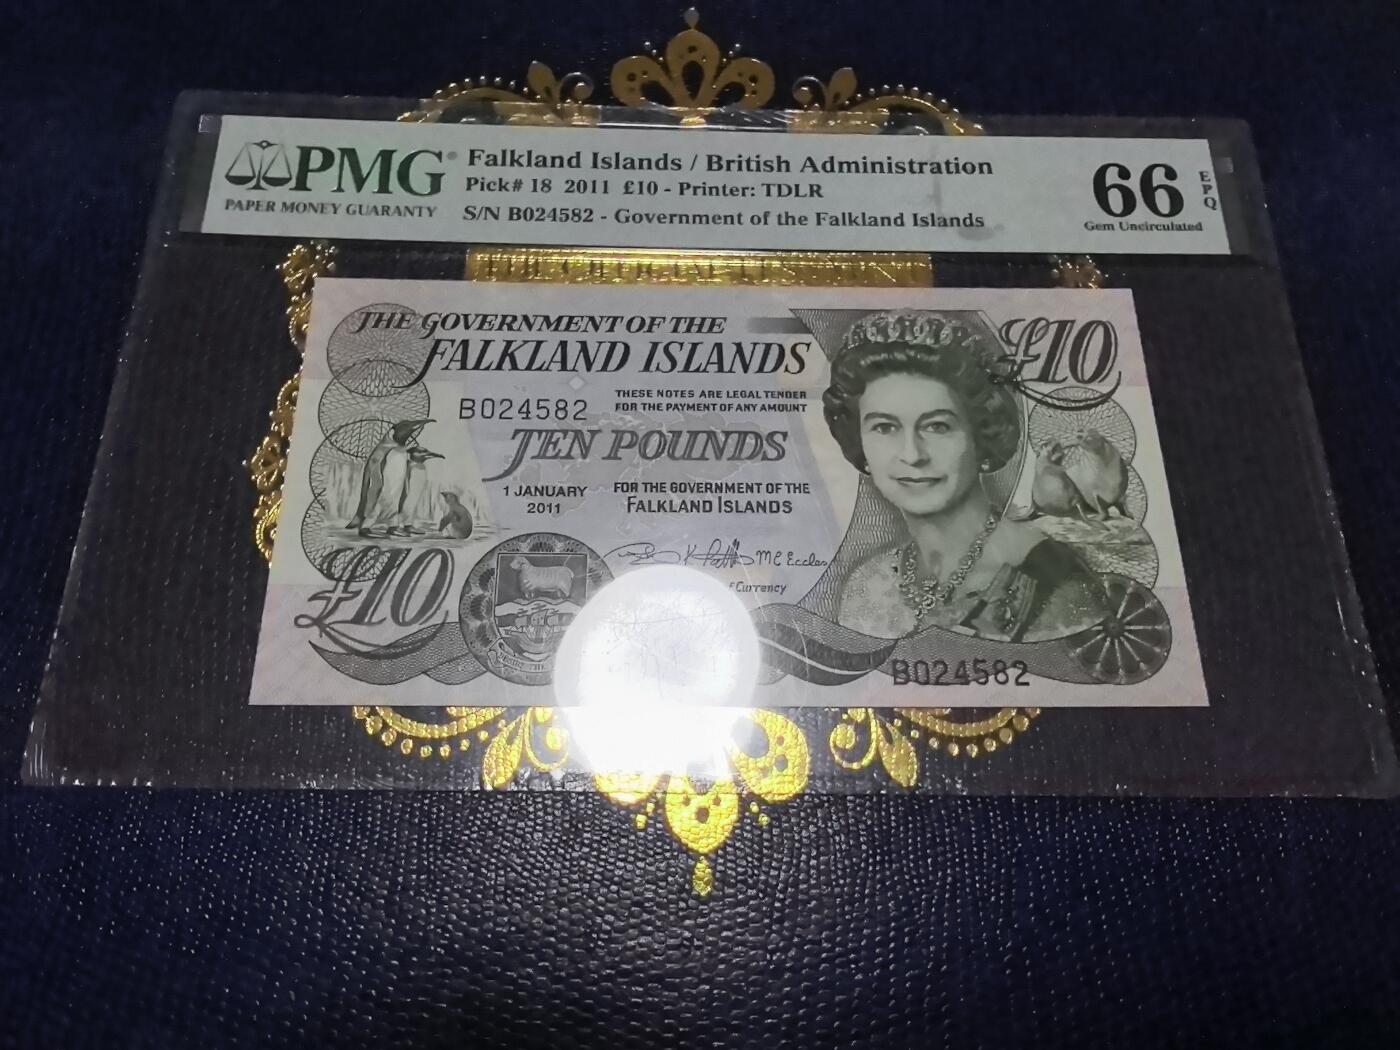 PMG®
PAPER MONEY GUARANTY
Falkland Islands / British Administration
Pick# 18 2011 £10 - Printer: TDLR
S/N B024582 - Government of the Falkland Islands
66
EPQ
Gem Uncirculated
THE GOVERNMENT OF THE
FALKLAND ISLANDS
£10
THESE NOTES ARE LEGAL TENDER
FOR THE PAYMENT OF ANY AMOUNT
B024582
TEN POUNDS
1 JANUARY
2011
FOR THE GOVERNMENT OF THE
FALKLAND ISLANDS
Currency
£10
B024582